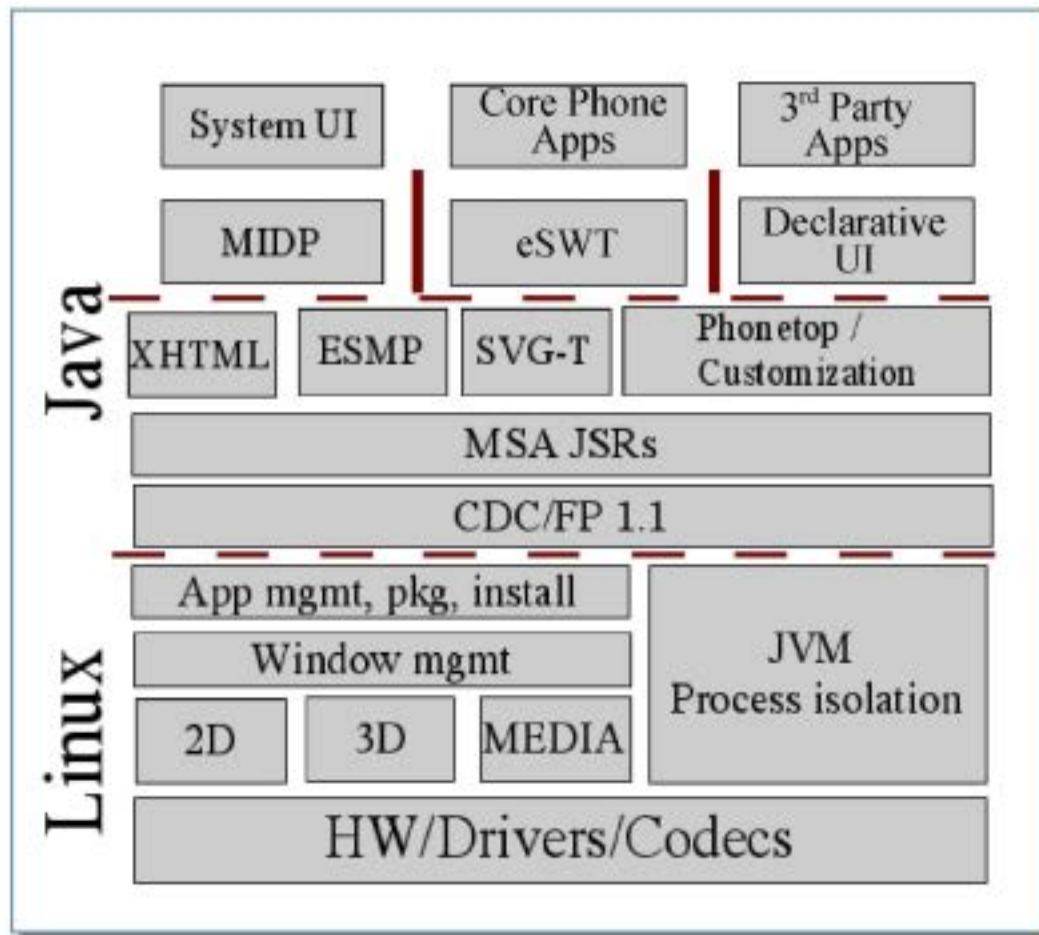 System UI
Core Phone
Apps
3rd Party
Apps
MIDP
eSWT
Declarative
UI
Java
XHTML
ESMP
SVG-T
Phonetop /
Customization
MSA JSRs
CDC/FP 1.1
Linux
App mgmt, pkg, install
Window mgmt
JVM
Process isolation
2D
3D
MEDIA
HW/Drivers/Codecs